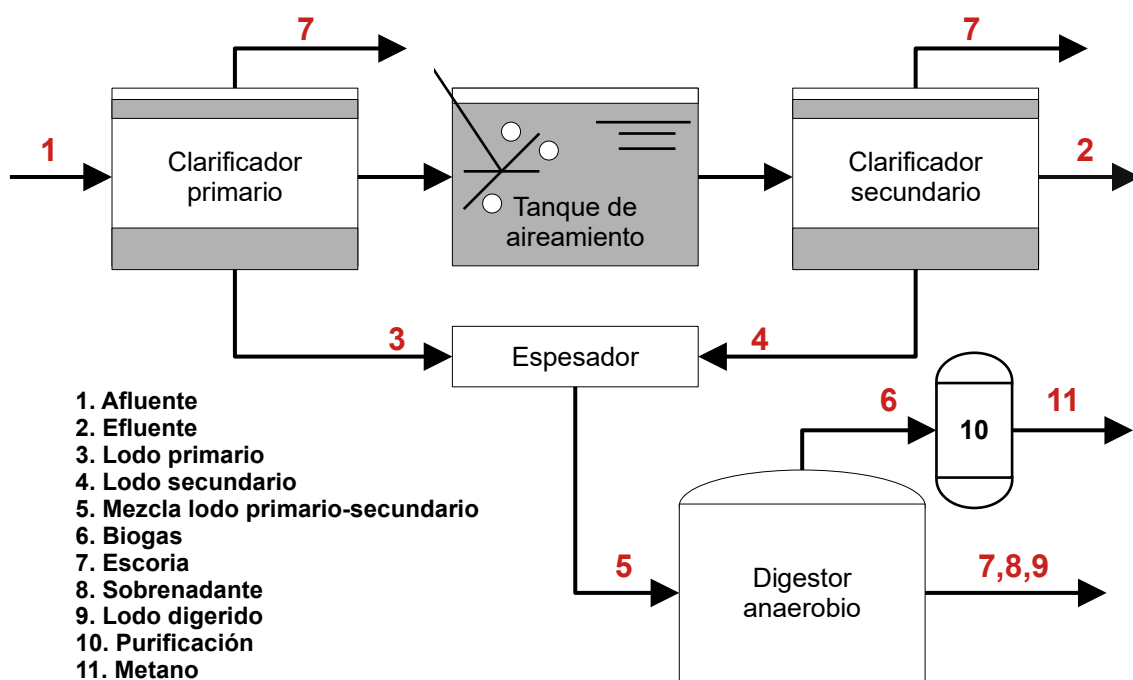 7
7
1
Clarificador
primario
Tanque de
aireamiento
Clarificador
secundario
2
3
Espesador
4
1. Afluente
2. Efluente
3. Lodo primario
4. Lodo secundario
5. Mezcla lodo primario-secundario
6. Biogas
7. Escoria
8. Sobrenadante
9. Lodo digerido
10. Purificación
11. Metano
6
10
11
5
Digestor
anaerobio
7,8,9